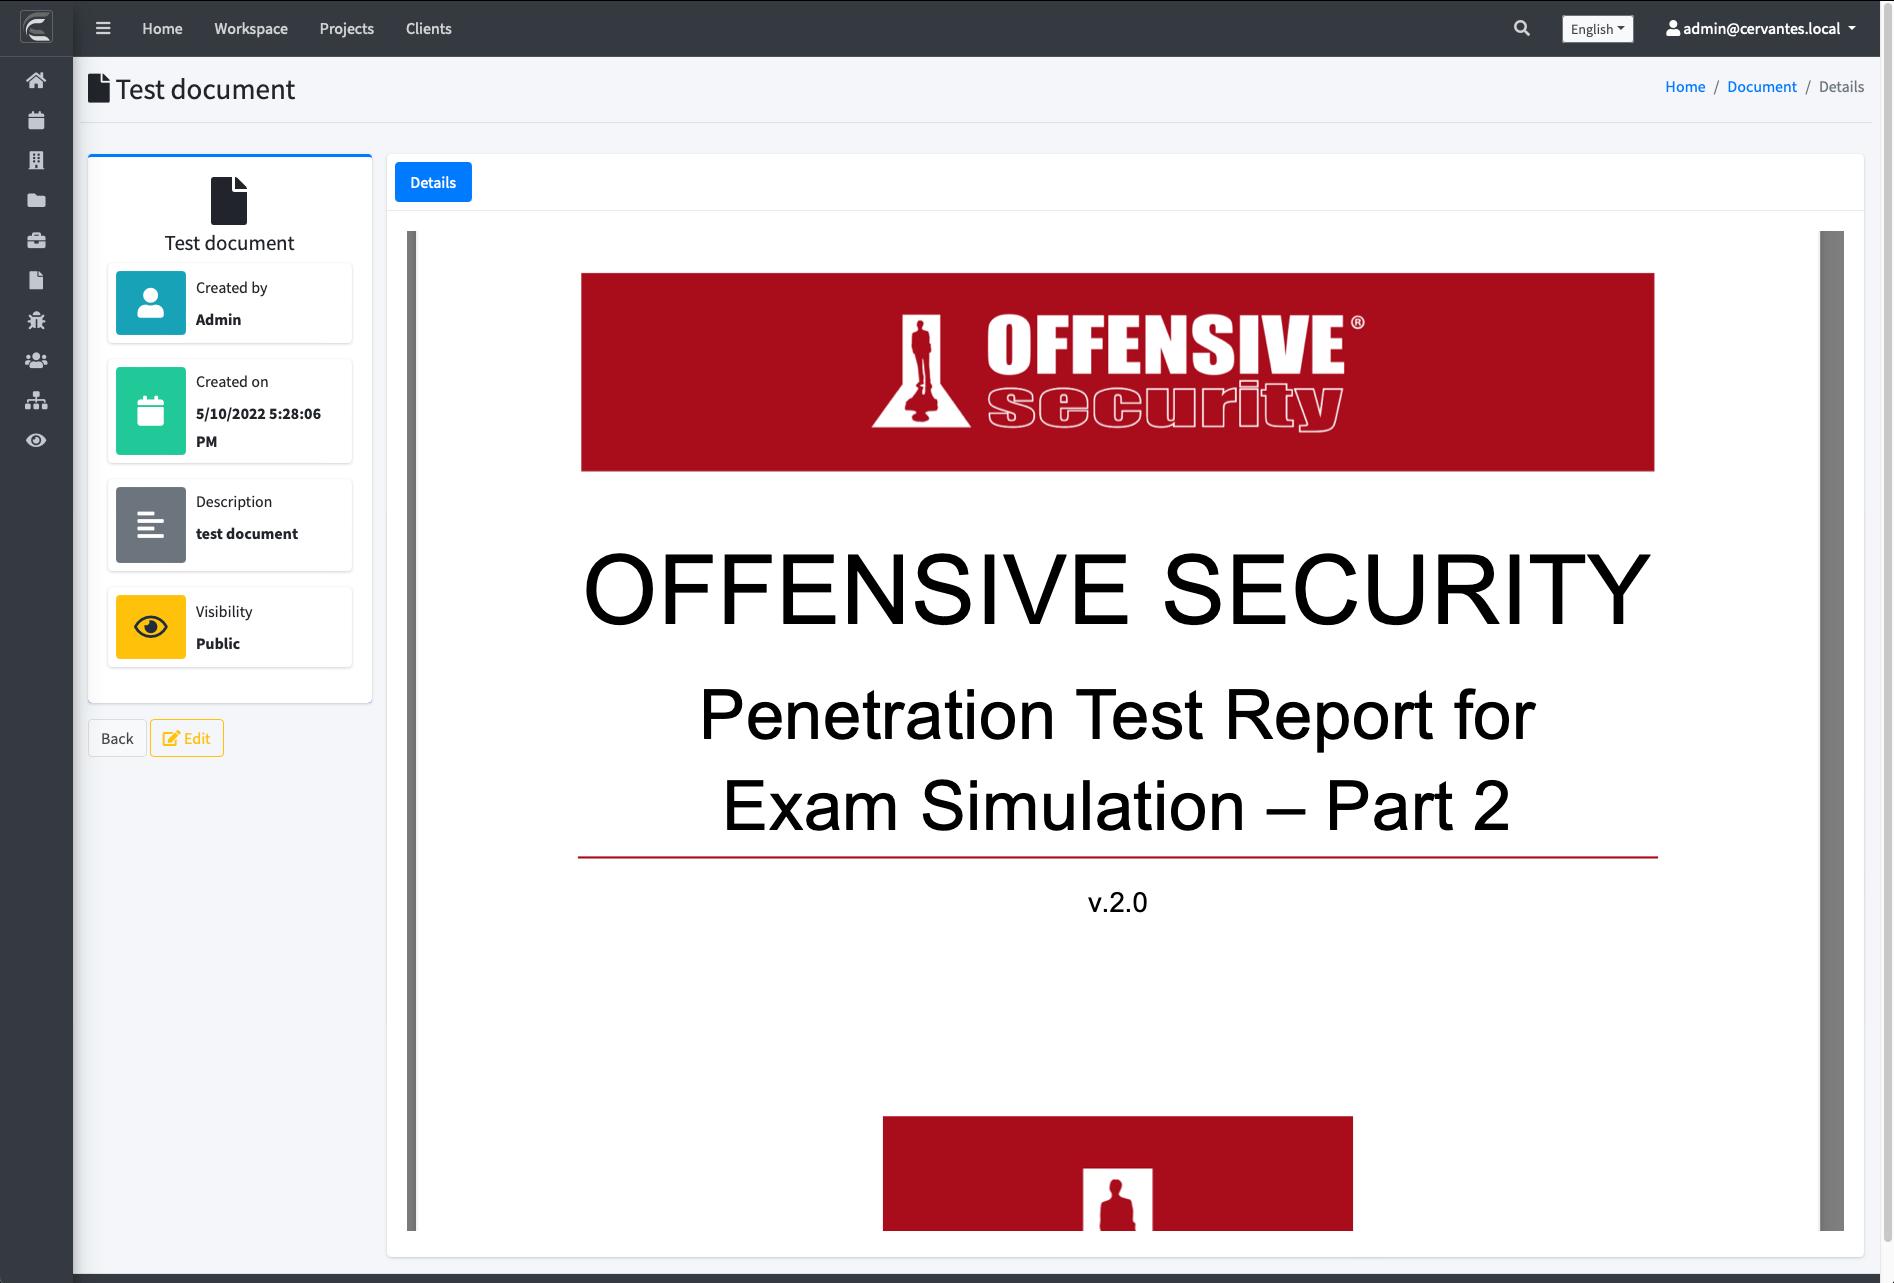 Home Workspace Projects Clients English admin@cervantes.local
Test document
Home / Document / Details
Test document
Created by
Admin
Created on
5/10/2022 5:28:06
PM
Description
test document
Visibility
Public
Back Edit
Details
OFFENSIVE®
security
OFFENSIVE SECURITY
Penetration Test Report for
Exam Simulation – Part 2
v.2.0